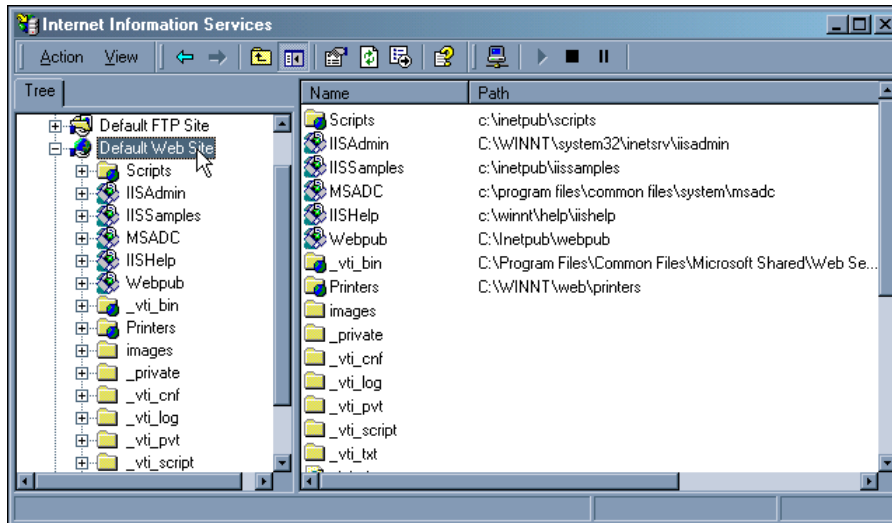 Internet Information Services
Action View
Tree
Name Path
Default FTP Site
Default Web Site
Scripts
IISAdmin
IISSamples
MSADC
IISHelp
Webpub
_vti_bin
Printers
images
_private
_vti_cnf
_vti_log
_vti_pvt
_vti_script
Scripts c:\inetpub\scripts
IISAdmin C:\WINNT\system32\inetsrv\iisadmin
IISSamples c:\inetpub\iissamples
MSADC c:\program files\common files\system\msadc
IISHelp c:\winnt\help\iishelp
Webpub C:\Inetpub\webpub
_vti_bin C:\Program Files\Common Files\Microsoft Shared\Web Se...
Printers C:\WINNT\web\printers
images
_private
_vti_cnf
_vti_log
_vti_pvt
_vti_script
_vti_txt